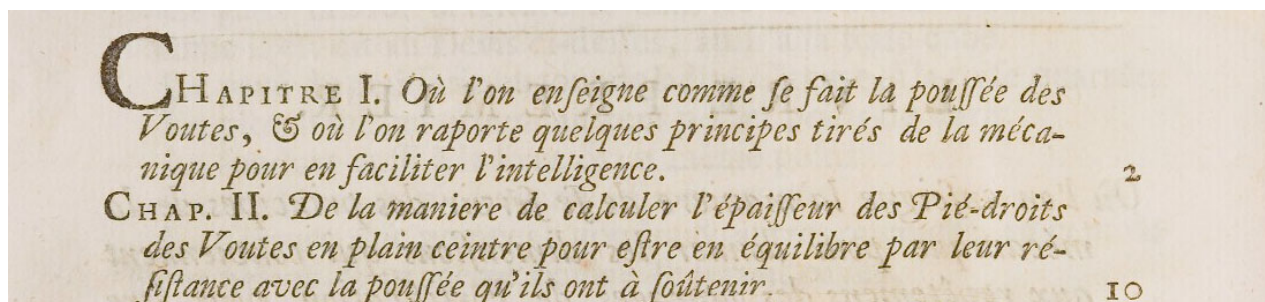 CHAPITRE I. Où l'on enſeigne comme ſe fait la pouſſée des
Voutes, & où l'on raporte quelques principes tirés de la méca-
nique pour en faciliter l'intelligence. 2
CHAP. II. De la maniere de calculer l'épaiſſeur des Pié-droits
des Voutes en plain ceintre pour eſtre en équilibre par leur ré-
ſiſtance avec la pouſſée qu'ils ont à ſoûtenir. 10